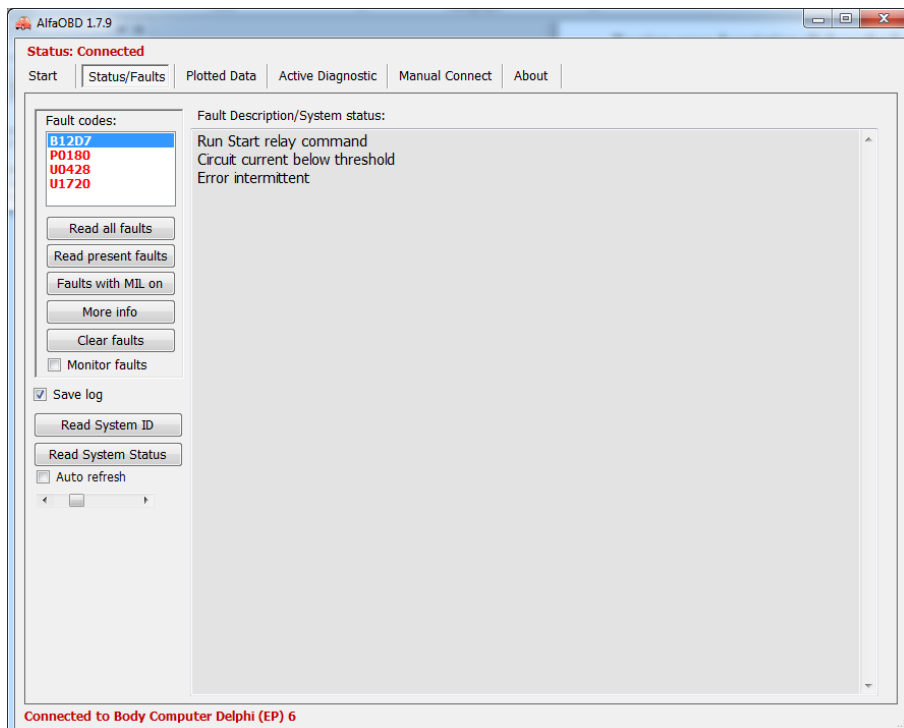 AlfaOBD 1.7.9
Status: Connected
Start Status/Faults Plotted Data Active Diagnostic Manual Connect About
Fault codes:
B12D7
P0180
U0428
U1720
Read all faults
Read present faults
Faults with MIL on
More info
Clear faults
Monitor faults
Save log
Read System ID
Read System Status
Auto refresh
Fault Description/System status:
Run Start relay command
Circuit current below threshold
Error intermittent
Connected to Body Computer Delphi (EP) 6